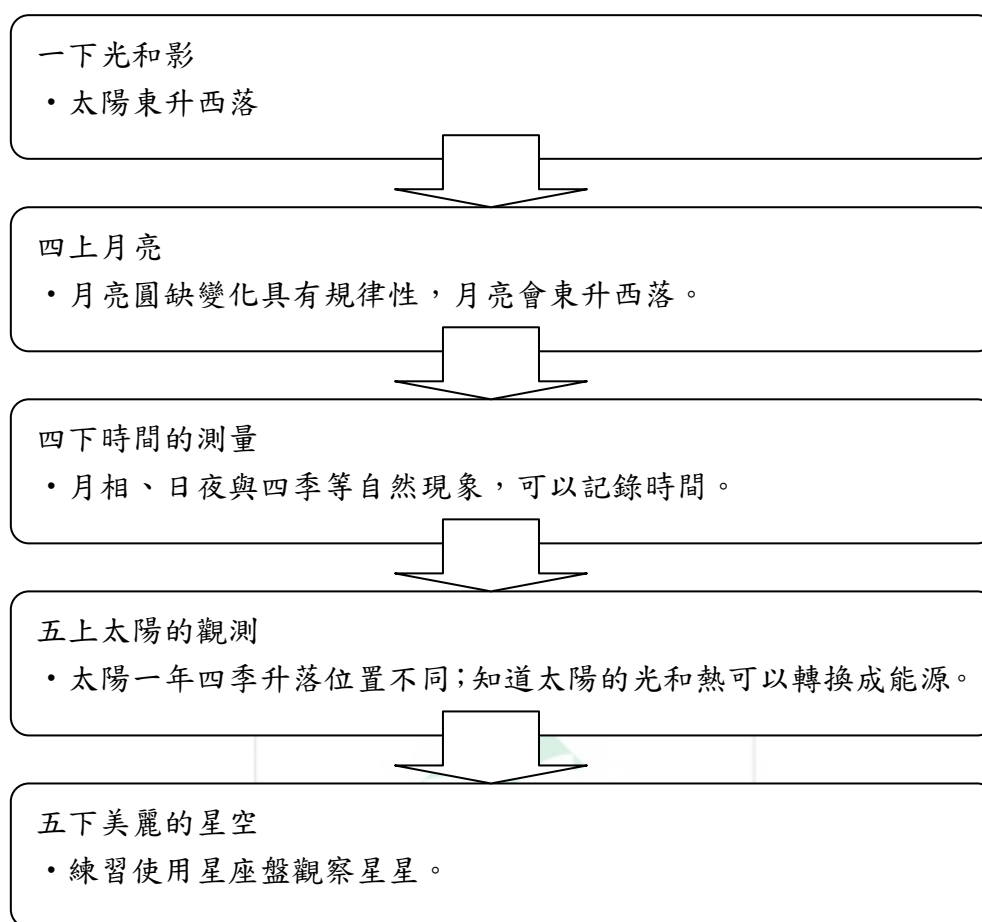 一下光和影
•太陽東升西落
四上月亮
•月亮圓缺變化具有規律性，月亮會東升西落。
四下時間的測量
•月相、日夜與四季等自然現象，可以記錄時間。
五上太陽的觀測
•太陽一年四季升落位置不同;知道太陽的光和熱可以轉換成能源。
五下美麗的星空
•練習使用星座盤觀察星星。